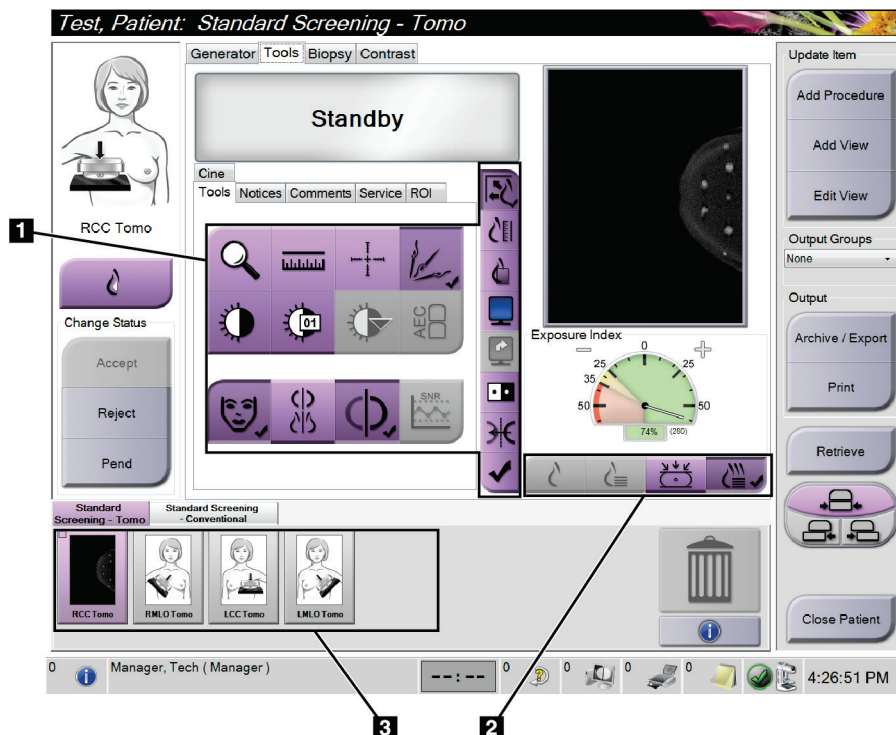 Test, Patient: Standard Screening - Tomo
Generator Tools Biopsy Contrast
Standby
Cine
Tools Notices Comments Service ROI
01
AEC
SNR
RCC Tomo
Change Status
Accept
Reject
Pend
Exposure Index
50 35 25 0 25 50
74% (260)
Update Item
Add Procedure
Add View
Edit View
Output Groups
None
Output
Archive / Export
Print
Retrieve
Close Patient
Standard Screening - Tomo
Standard Screening - Conventional
RCC Tomo
RMLO Tomo
LCC Tomo
LMLO Tomo
0 Manager, Tech ( Manager ) --:-- 0 0 0 0 4:26:51 PM
1
3
2